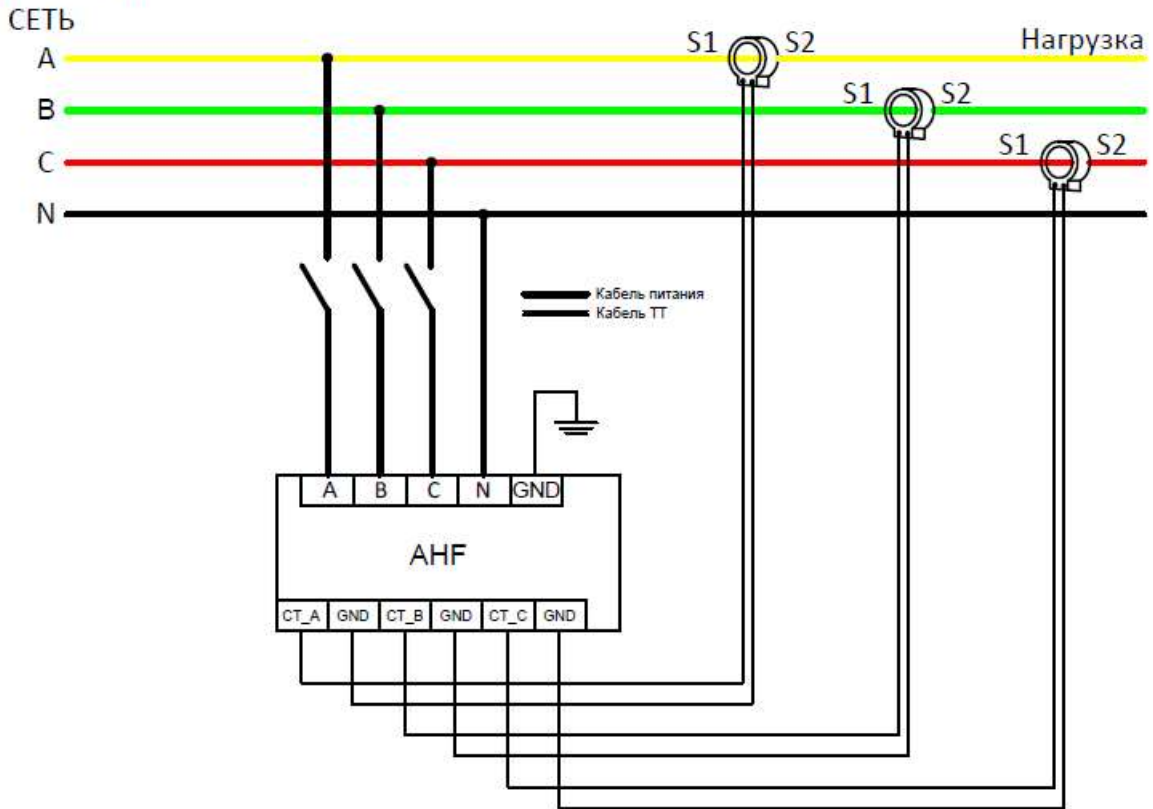 СЕТЬ
A
B
C
N
S1 S2
Нагрузка
S1 S2
S1 S2
Кабель питания
Кабель ТТ
A B C N GND
AHF
CT_A GND CT_B GND CT_C GND